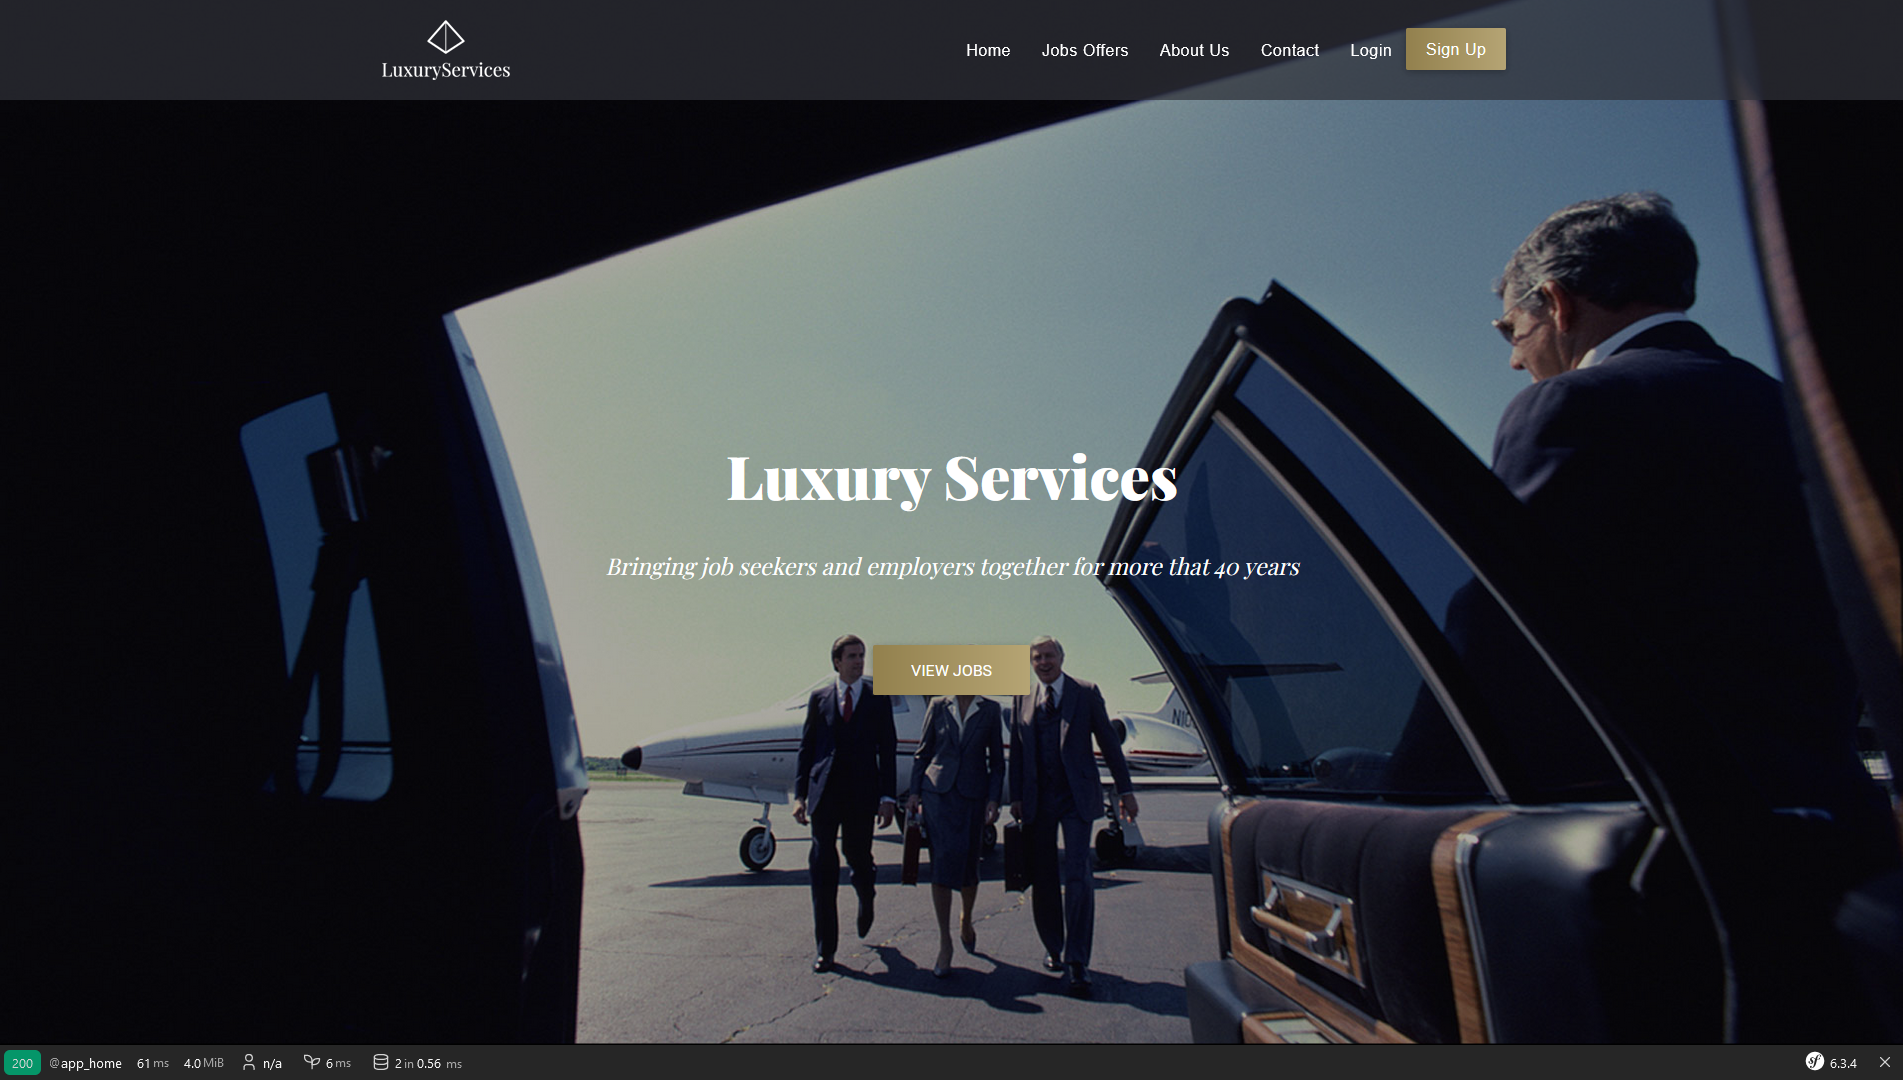 LuxuryServices
Home Jobs Offers About Us Contact Login Sign Up
Luxury Services
Bringing job seekers and employers together for more that 40 years
VIEW JOBS
200 @app_home 61 ms 4.0 MiB n/a 6 ms 2 in 0.56 ms sf 6.3.4